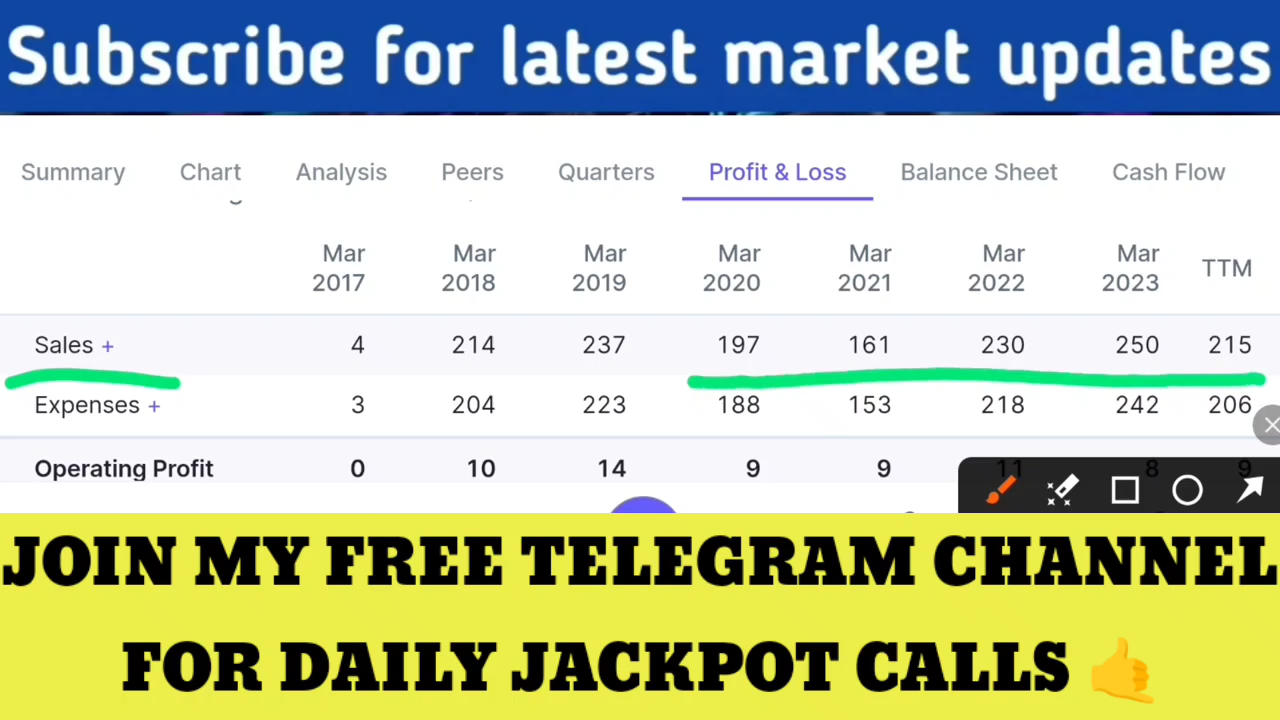 Subscribe for latest market updates
Summary Chart Analysis Peers Quarters Profit & Loss Balance Sheet Cash Flow
Mar 2017 Mar 2018 Mar 2019 Mar 2020 Mar 2021 Mar 2022 Mar 2023 TTM
Sales + 4 214 237 197 161 230 250 215
Expenses + 3 204 223 188 153 218 242 206
Operating Profit 0 10 14 9 9 11 8 9
JOIN MY FREE TELEGRAM CHANNEL
FOR DAILY JACKPOT CALLS 🤙